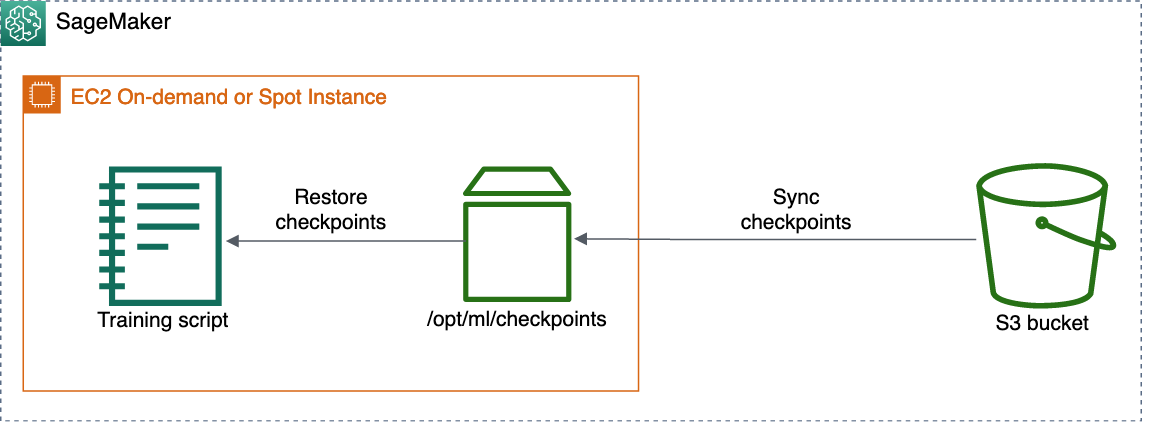 SageMaker
EC2 On-demand or Spot Instance
Restore
checkpoints
Sync
checkpoints
Training script
/opt/ml/checkpoints
S3 bucket